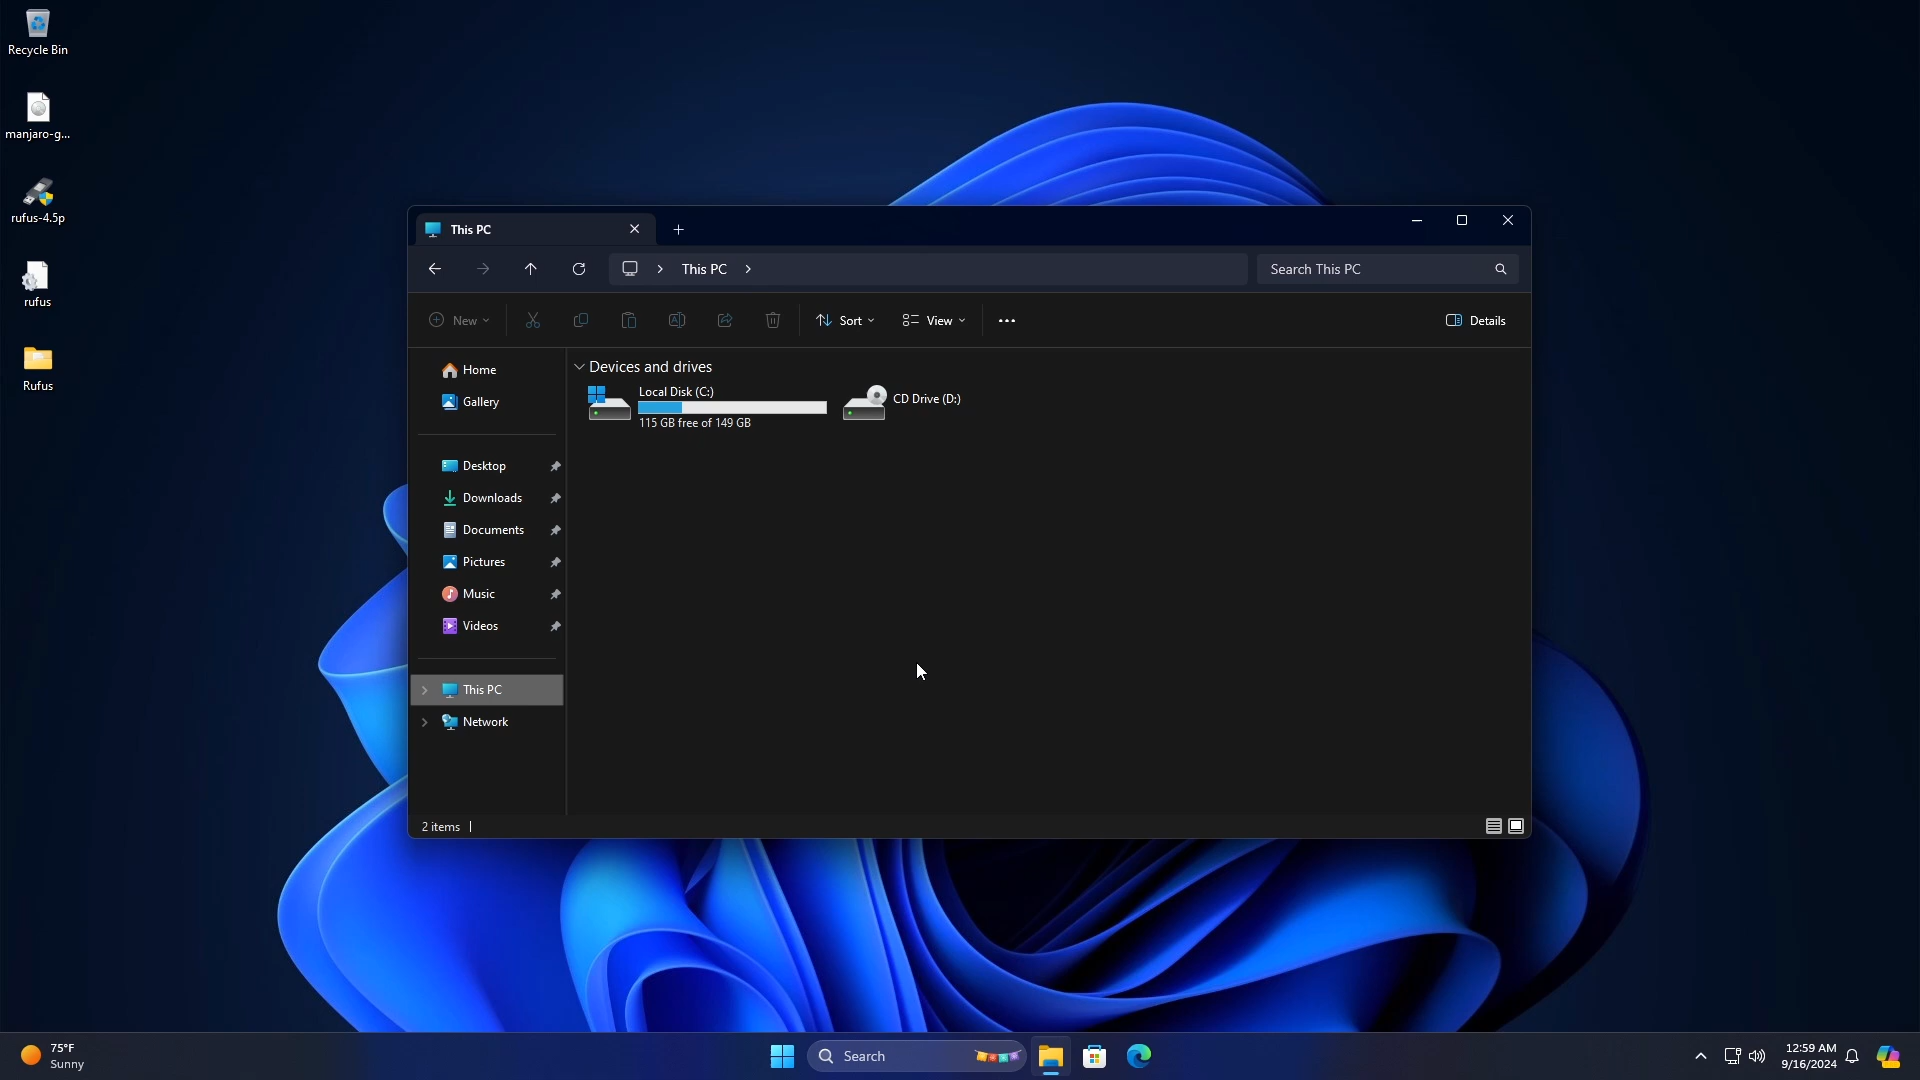 Recycle Bin
manjaro-g...
rufus-4.5p
rufus
Rufus
This PC
This PC
Search This PC
New
Sort
View
Details
Home
Gallery
Desktop
Downloads
Documents
Pictures
Music
Videos
This PC
Network
Devices and drives
Local Disk (C:)
115 GB free of 149 GB
CD Drive (D:)
2 items
75°F
Sunny
Search
12:59 AM
9/16/2024